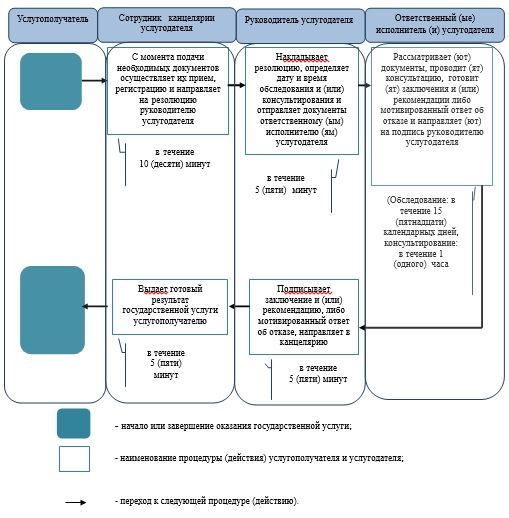 Услугополучатель
Сотрудник канцелярии
услугодателя
Руководитель услугодателя
Ответственный (ые)
исполнитель (и) услугодателя
С момента подачи
необходимых документов
осуществляет их прием,
регистрацию и направляет
на резолюцию
руководителю
услугодателя
Накладывает
резолюцию, определяет
дату и время
обследования и (или)
консультирования и
отправляет документы
ответственному (ым)
исполнителю (ям)
услугодателя
Рассматривает (ют)
документы, проводит (ят)
консультацию, готовит
(ят) заключения и (или)
рекомендации либо
мотивированный ответ об
отказе и направляет (ют)
на подпись руководителю
услугодателя
в течение
10 (десяти) минут
в течение
5 (пяти) минут
(Обследование: в
течение 15
(пятнадцати)
календарных дней,
консультирование:
в течение 1
(одного) часа
Выдает готовый
результат
государственной услуги
услугополучателю
Подписывает
заключение и (или)
рекомендацию, либо
мотивированный ответ
об отказе, направляет в
канцелярию
в течение
5 (пяти)
минут
в течение
5 (пяти) минут
- начало или завершение оказания государственной услуги;
- наименование процедуры (действия) услугополучателя и услугодателя;
- переход к следующей процедуре (действию).